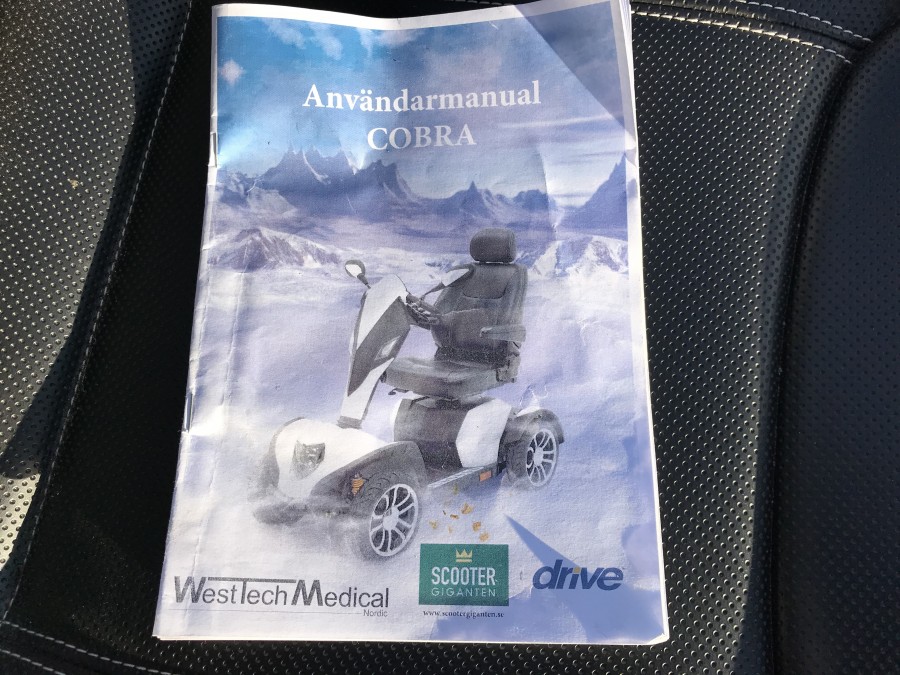 Användarmanual
COBRA
WestTechMedical
Nordic
SCOOTER
GIGANTEN
www.scootergiganten.se
drive